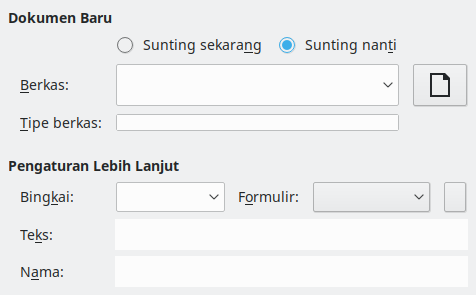 Dokumen Baru
Sunting sekarang Sunting nanti
Berkas:
Tipe berkas:
Pengaturan Lebih Lanjut
Bingkai: Formulir:
Teks:
Nama: